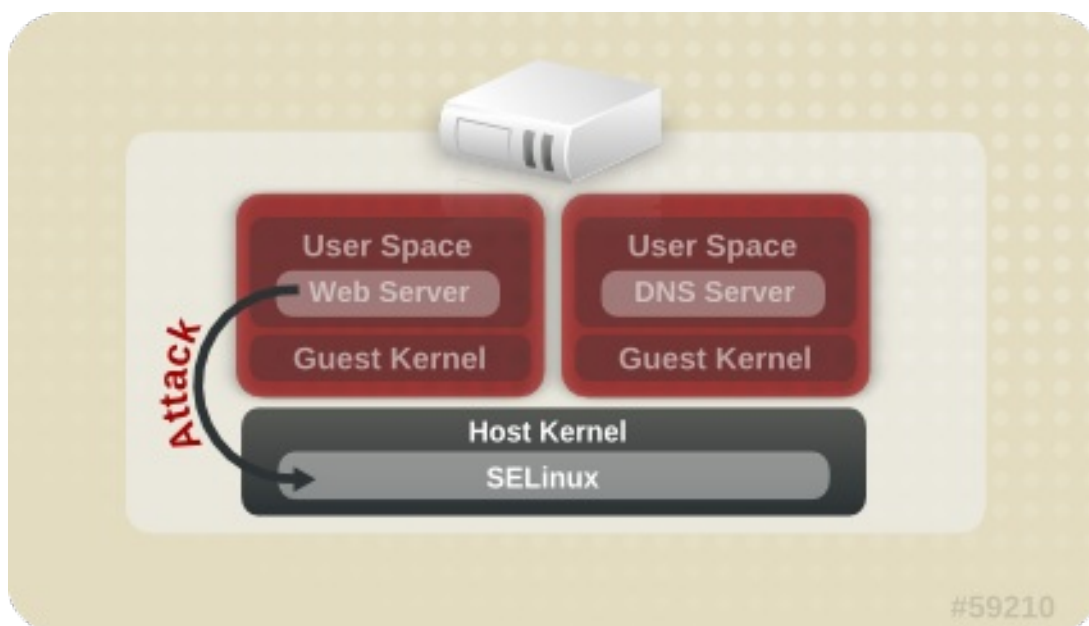 User Space
Web Server
Guest Kernel
User Space
DNS Server
Guest Kernel
Attack
Host Kernel
SELinux
#59210